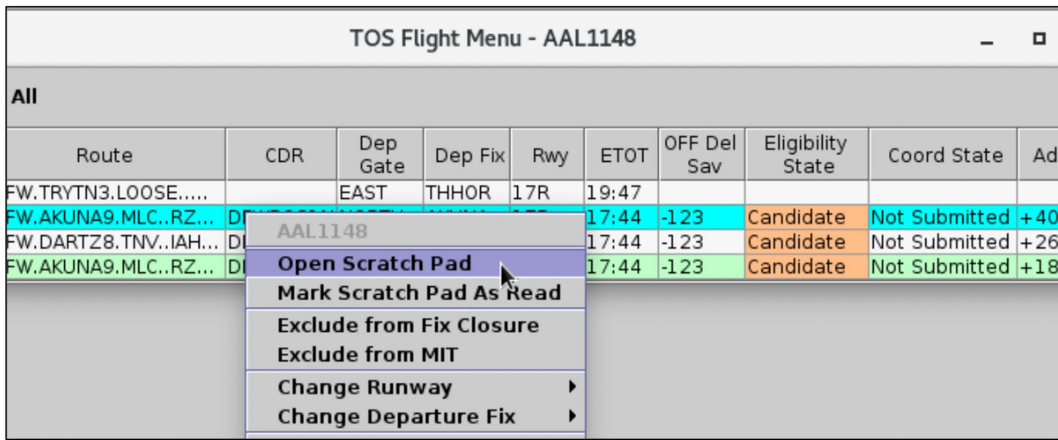 TOS Flight Menu - AAL1148
All
Route CDR Dep Gate Dep Fix Rwy ETOT OFF Del Sav Eligibility State Coord State Ad
FW.TRYTN3.LOOSE..... EAST THHOR 17R 19:47
FW.AKUNA9.MLC..RZ... 17:44 -123 Candidate Not Submitted +40
FW.DARTZ8.TNV..IAH... 17:44 -123 Candidate Not Submitted +26
FW.AKUNA9.MLC..RZ... 17:44 -123 Candidate Not Submitted +18
AAL1148
Open Scratch Pad
Mark Scratch Pad As Read
Exclude from Fix Closure
Exclude from MIT
Change Runway
Change Departure Fix